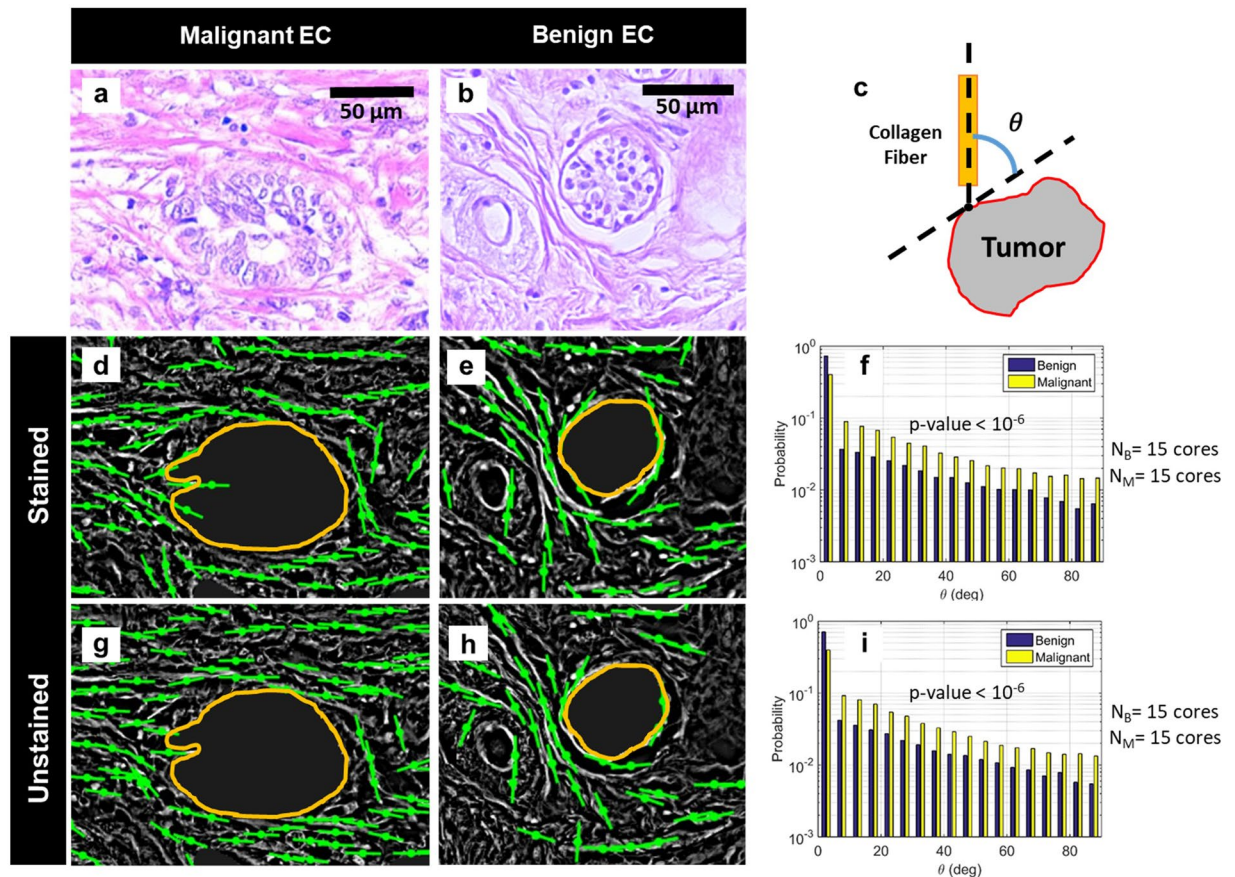 Malignant EC
Benign EC
a
50 µm
b
50 µm
c
Collagen
Fiber
θ
Tumor
Stained
d
e
f
Benign
Malignant
p-value < 10⁻⁶
Probability
10⁰
10⁻¹
10⁻²
10⁻³
0 20 40 60 80
θ (deg)
N_B= 15 cores
N_M= 15 cores
Unstained
g
h
i
Benign
Malignant
p-value < 10⁻⁶
Probability
10⁰
10⁻¹
10⁻²
10⁻³
0 20 40 60 80
θ (deg)
N_B= 15 cores
N_M= 15 cores